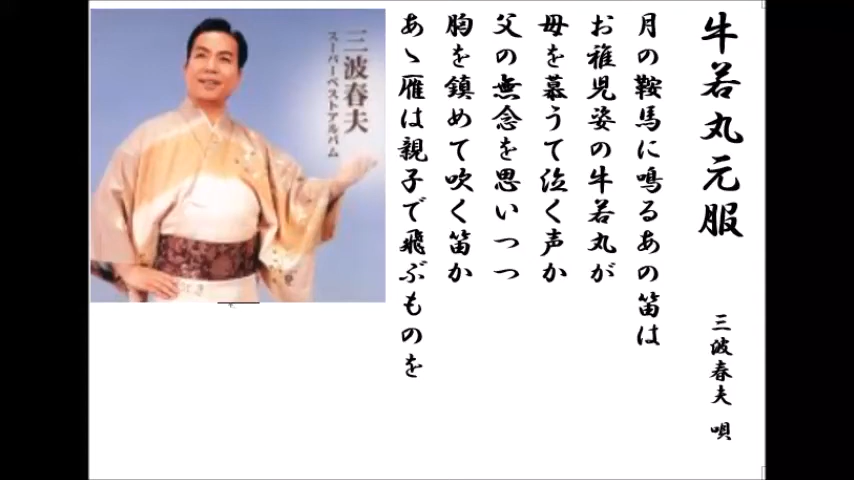 牛若丸元服
三波春夫 唄
月の鞍馬に鳴るあの笛は
お稚児姿の牛若丸が
母を慕うて泣く声か
父の無念を思いつつ
胸を鎮めて吹く笛か
あゝ雁は親子で飛ぶものを
三波春夫
スーパーベストアルバム